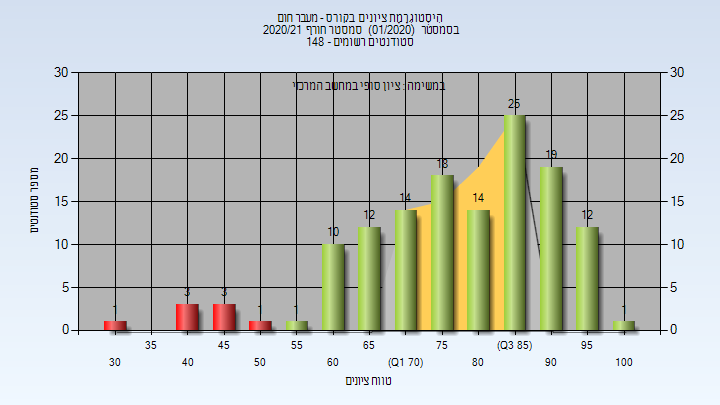 היסטוגרמת ציונים בקורס - מעבר חום
בסמסטר (01/2020) סמסטר חורף 2020/21
סטודנטים רשומים - 148
במשימה : ציון סופי במחשב המרכזי
30 30
25 25
20 20
15 15
10 10
5 5
0 0
1 3 3 1 1 10 12 14 18 14 25 19 12 1
מספר סטודנטים
35 45 55 65 75 (Q3 85) 95
30 40 50 60 (Q1 70) 80 90 100
טווח ציונים